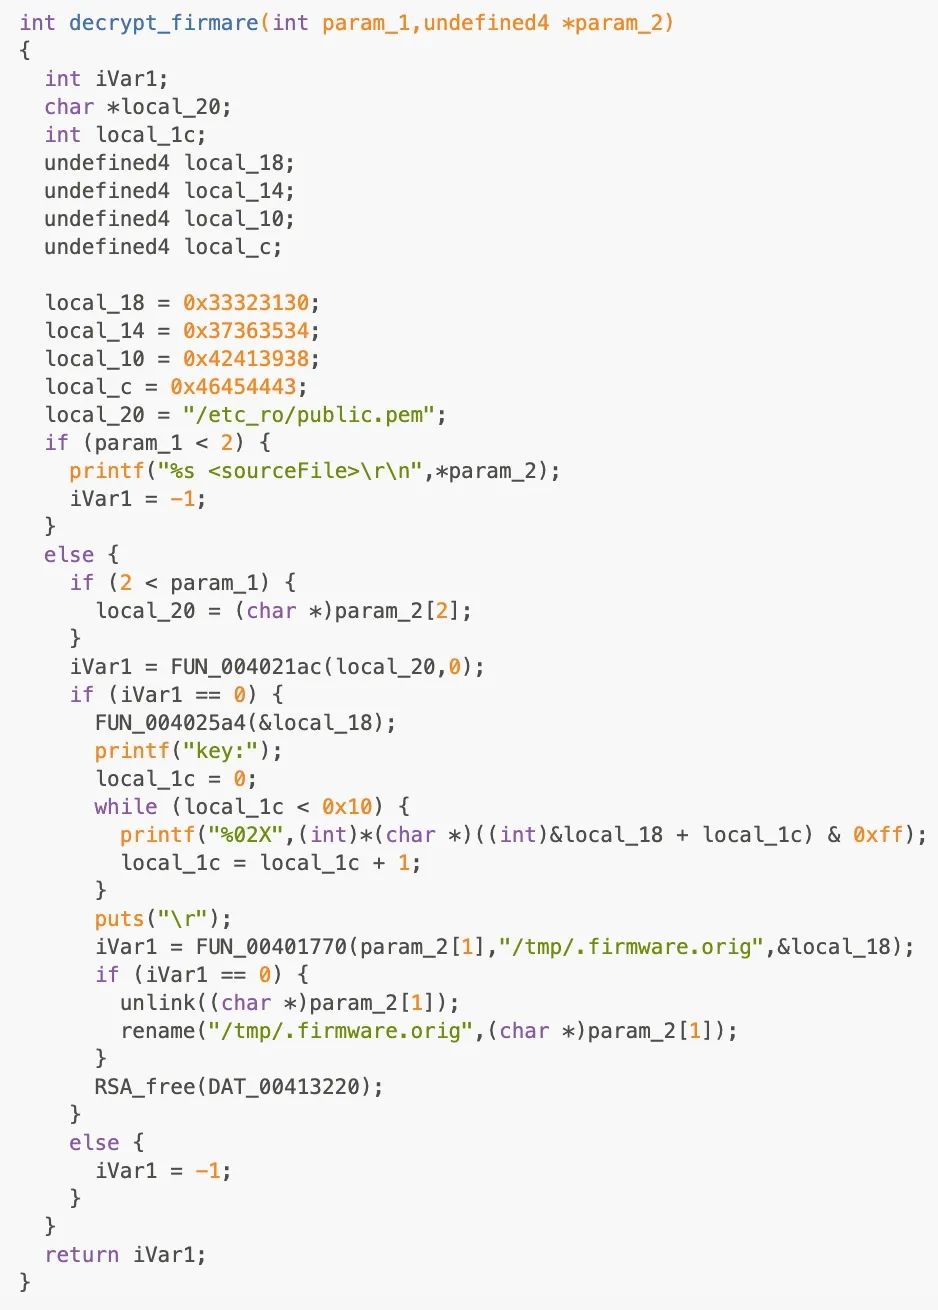 int decrypt_firmare(int param_1,undefined4 *param_2)
{
  int iVar1;
  char *local_20;
  int local_1c;
  undefined4 local_18;
  undefined4 local_14;
  undefined4 local_10;
  undefined4 local_c;

  local_18 = 0x33323130;
  local_14 = 0x37363534;
  local_10 = 0x42413938;
  local_c = 0x46454443;
  local_20 = "/etc_ro/public.pem";
  if (param_1 < 2) {
    printf("%s <sourceFile>\r\n",*param_2);
    iVar1 = -1;
  }
  else {
    if (2 < param_1) {
      local_20 = (char *)param_2[2];
    }
    iVar1 = FUN_004021ac(local_20,0);
    if (iVar1 == 0) {
      FUN_004025a4(&local_18);
      printf("key:");
      local_1c = 0;
      while (local_1c < 0x10) {
        printf("%02X",(int)*(char *)((int)&local_18 + local_1c) & 0xff);
        local_1c = local_1c + 1;
      }
      puts("\r");
      iVar1 = FUN_00401770(param_2[1],"/tmp/.firmware.orig",&local_18);
      if (iVar1 == 0) {
        unlink((char *)param_2[1]);
        rename("/tmp/.firmware.orig",(char *)param_2[1]);
      }
      RSA_free(DAT_00413220);
    }
    else {
      iVar1 = -1;
    }
  }
  return iVar1;
}